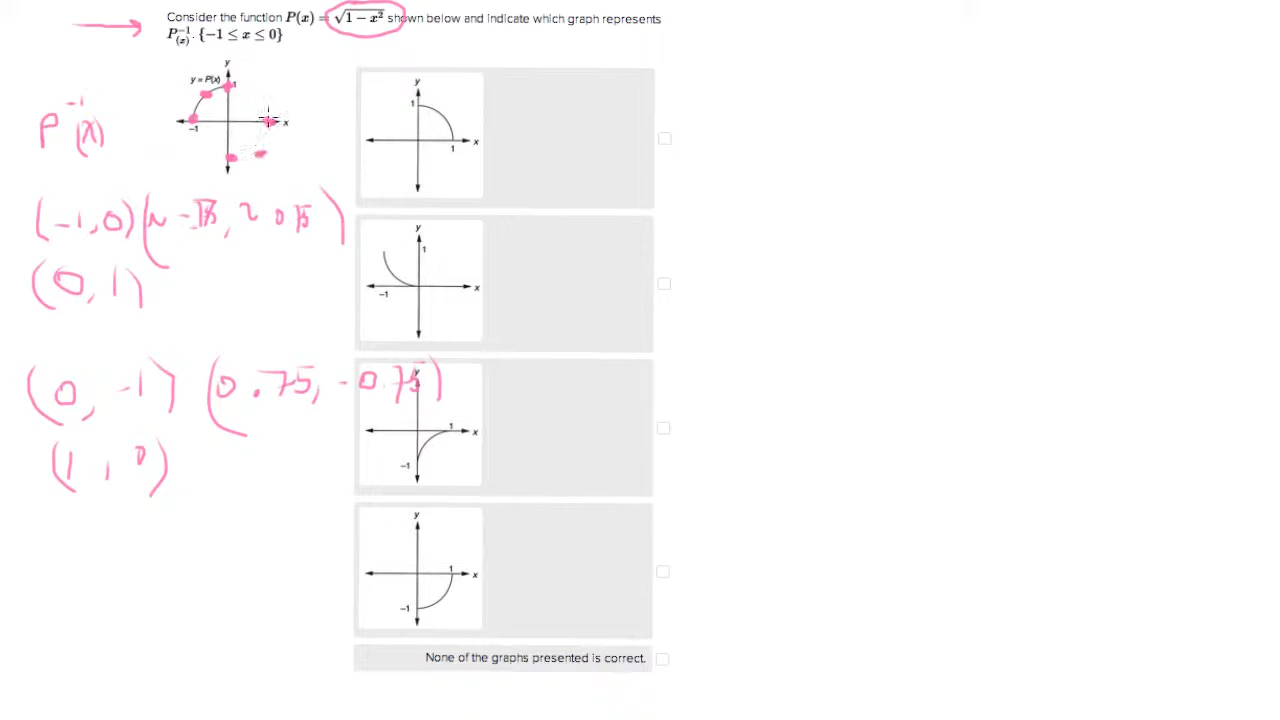 Consider the function P(x) = √1 − x² shown below and indicate which graph represents
P⁻¹(x). {−1 ≤ x ≤ 0}
y
y = P(x)
1
−1
x
P⁻¹(x)
(-1,0)
(0,1)
(0,-1) (0.75,-0.75)
(1,0)
y
1
1
x
y
1
−1
x
y
1
x
−1
y
1
x
−1
None of the graphs presented is correct.